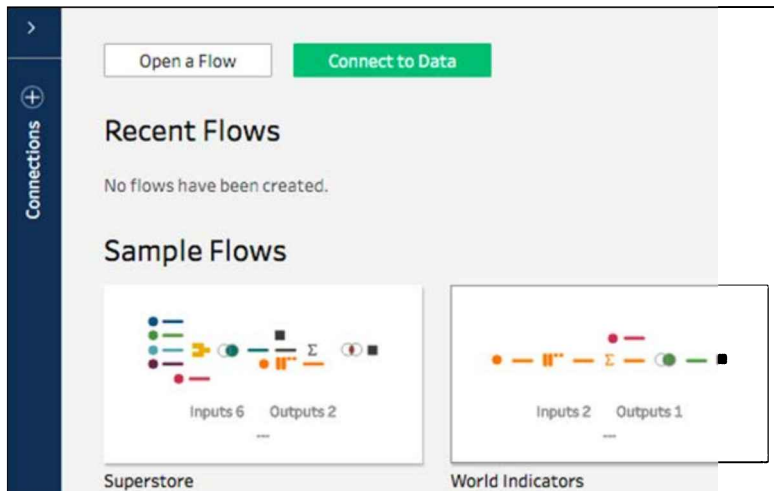 Open a Flow Connect to Data
Connections
Recent Flows
No flows have been created.
Sample Flows
Σ Σ
Inputs 6 Outputs 2 Inputs 2 Outputs 1
Superstore World Indicators